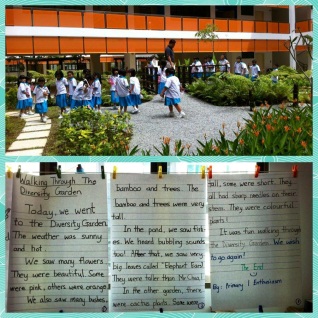 Walking Through The
Diversity Garden
Today, we went
to the Diversity Garden.
The weather was sunny
and hot.
We saw many flowers.
They were beautiful. Some
were pink, others were orange.
We also saw many bushes,
bamboo and trees. The
bamboo and trees were very
tall.
In the pond, we saw fish-
es. We heard bubbling sounds
too! After that, we saw very
big leaves called "Elephant Ears".
They were taller than
In the other garden, there
were cactus plants. Some were
tall, some were short. They
all had sharp needles on their
stems. They were colourful
plants!
It was fun walking through
the Diversity Garden. We wish
to go again!
The End
By: Primary 1